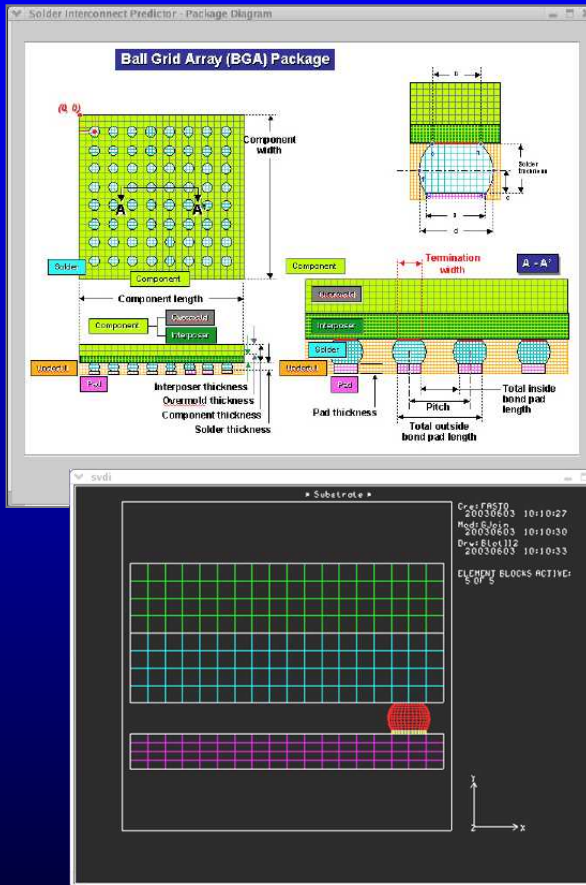 Solder Interconnect Predictor - Package Diagram
Ball Grid Array (BGA) Package
(0, 0)
Component
width
A
A'
Solder
Component
Component length
Component
Overmold
Interposer
Underfill
Pad
Interposer thickness
Overmold thickness
Component thickness
Solder thickness
Solder
thickness
c
d
Termination
width
A - A'
Component
Overmold
Interposer
Solder
Underfill
Pad
Pad thickness
Pitch
Total inside
bond pad
length
Total outside
bond pad length
svdi
* Substrate *
Cre: FASTQ
20030603 10:10:27
Mod: GJoin
20030603 10:10:30
Drw: Blot II2
20030603 10:10:33
ELEMENT BLOCKS ACTIVE:
5 OF 5
Y
Z
X